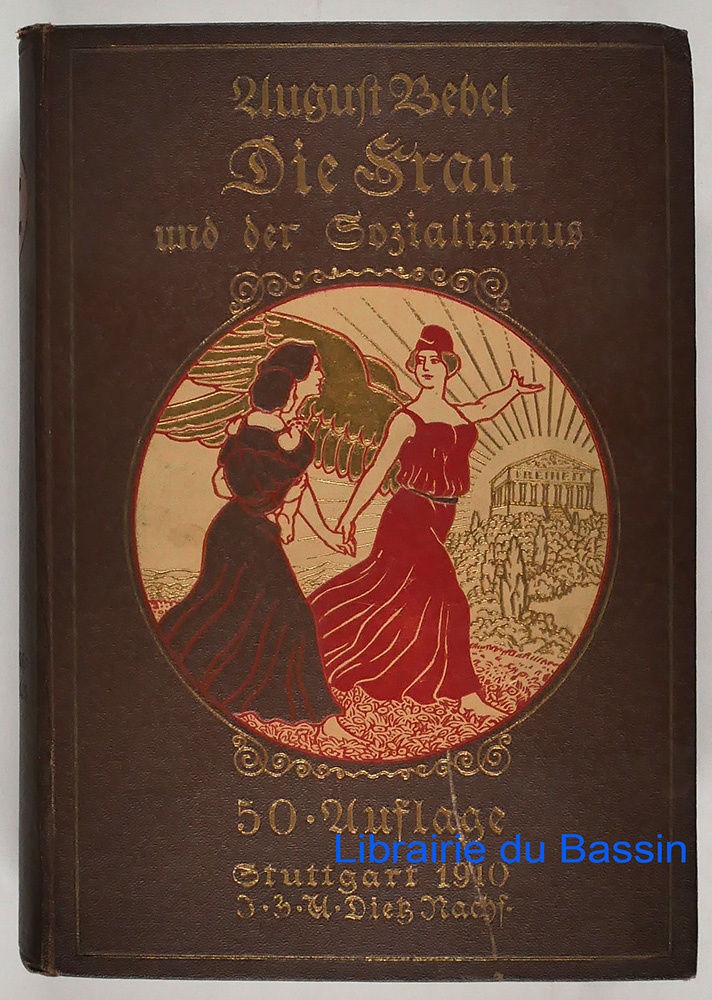 August Bebel
Die Frau
und der Sozialismus
FREIHEIT
50 · Auflage
Librairie du Bassin
Stuttgart 1910
J · H · W · Dietz Nachf ·